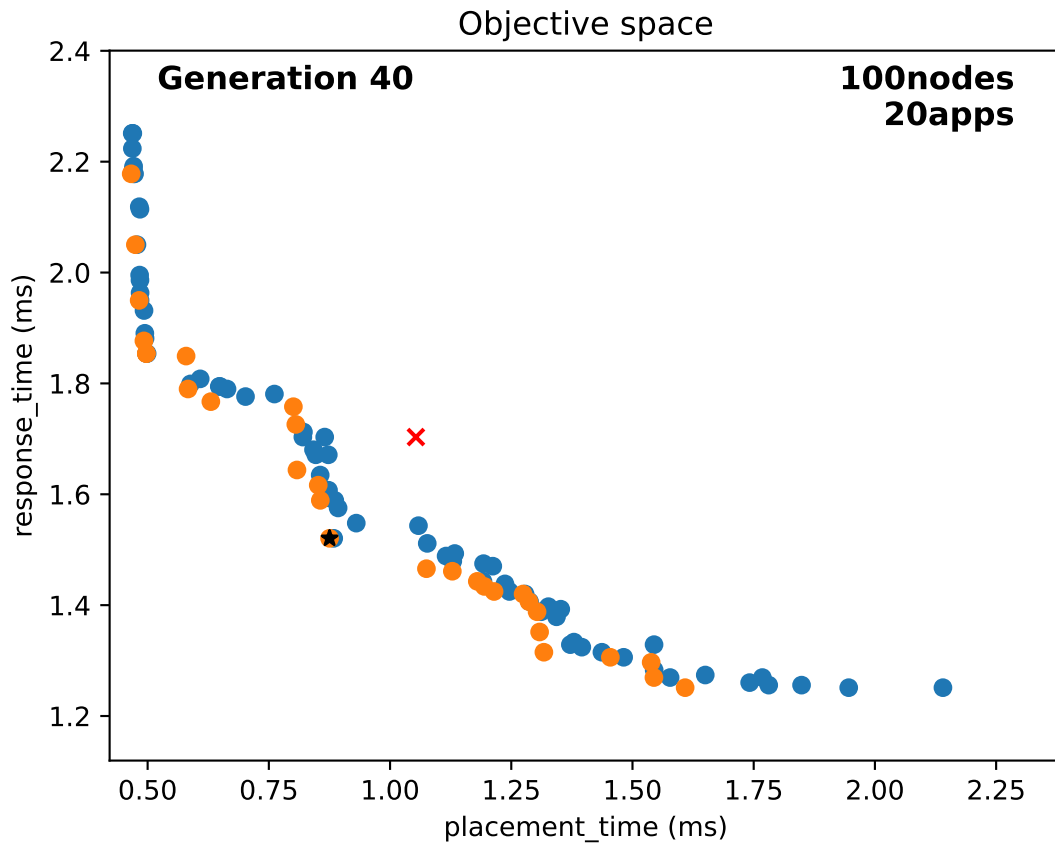 Objective space
Generation 40
100nodes
20apps
2.4
2.2
2.0
1.8
1.6
1.4
1.2
response_time (ms)
0.50 0.75 1.00 1.25 1.50 1.75 2.00 2.25
placement_time (ms)